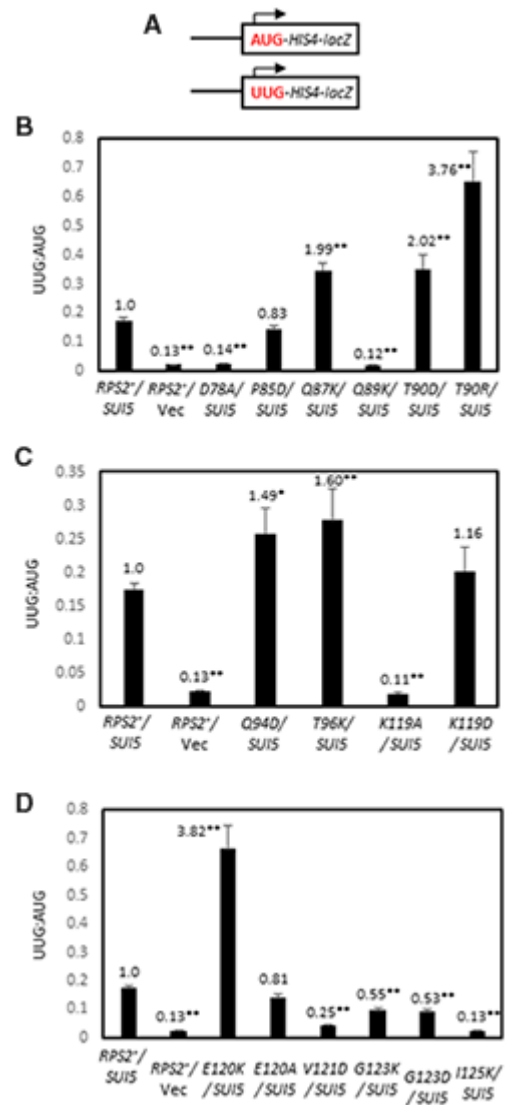 A
AUG-HIS4-lacZ
UUG-HIS4-lacZ
B
UUG:AUG
0.8
0.7
0.6
0.5
0.4
0.3
0.2
0.1
0
1.0
0.13**
0.14**
0.83
1.99**
0.12**
2.02**
3.76**
RPS2+/ SUI5
RPS2+/ Vec
D78A/ SUI5
P85D/ SUI5
Q87K/ SUI5
Q89K/ SUI5
T90D/ SUI5
T90R/ SUI5
C
UUG:AUG
0.35
0.3
0.25
0.2
0.15
0.1
0.05
0
1.0
0.13**
1.49*
1.60**
0.11**
1.16
RPS2+/ SUI5
RPS2+/ Vec
Q94D/ SUI5
T96K/ SUI5
K119A /SUI5
K119D /SUI5
D
UUG:AUG
0.8
0.7
0.6
0.5
0.4
0.3
0.2
0.1
0
1.0
0.13**
3.82**
0.81
0.25**
0.55**
0.53**
0.13**
RPS2+/ SUI5
RPS2+/ Vec
E120K /SUI5
E120A /SUI5
V121D /SUI5
G123K /SUI5
G123D /SUI5
I125K/ SUI5